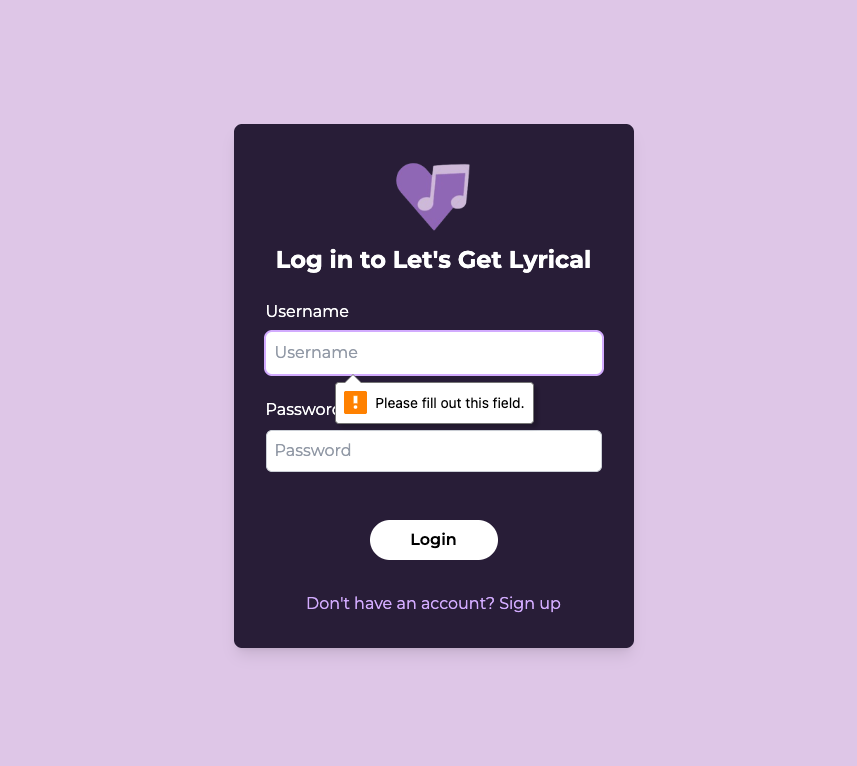 Log in to Let's Get Lyrical
Username
Username
Please fill out this field.
Password
Login
Don't have an account? Sign up